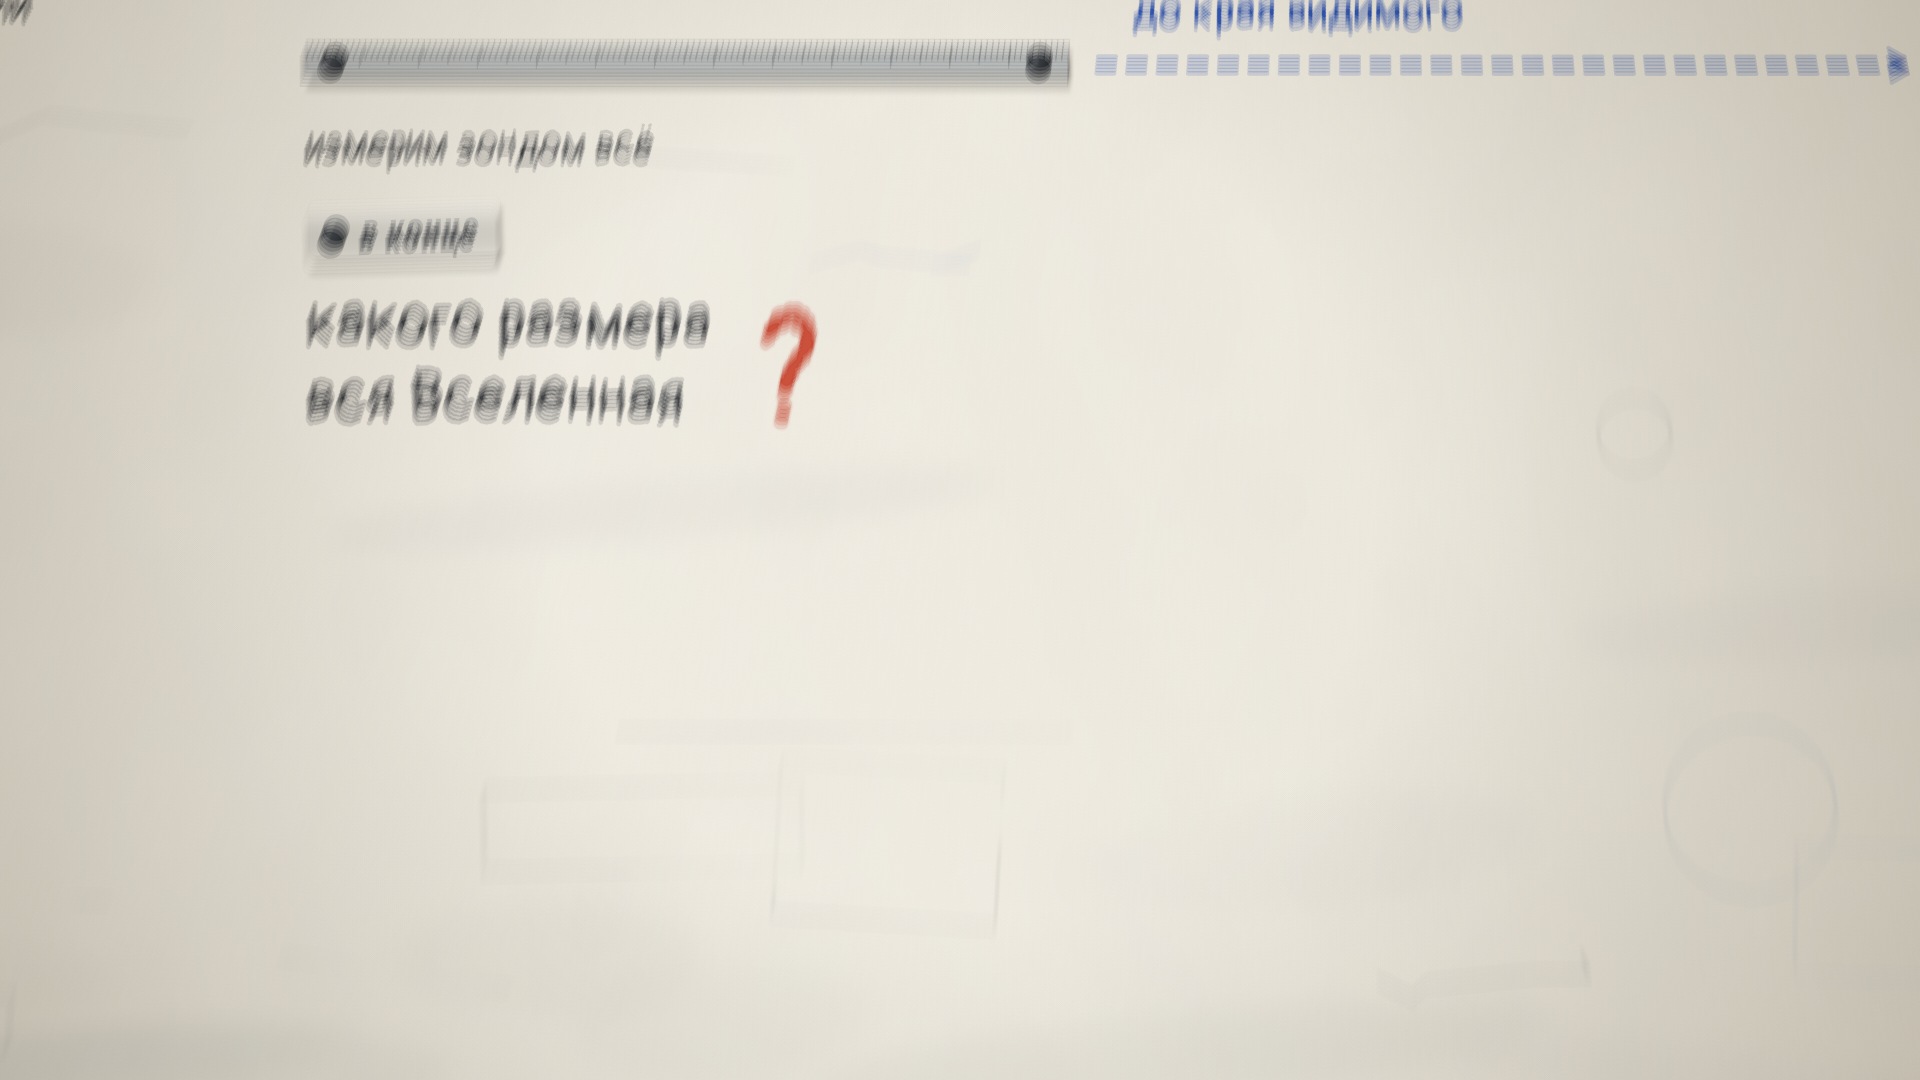 до края видимого
измерим зондом всё
в конце
какого размера ?
вся Вселенная